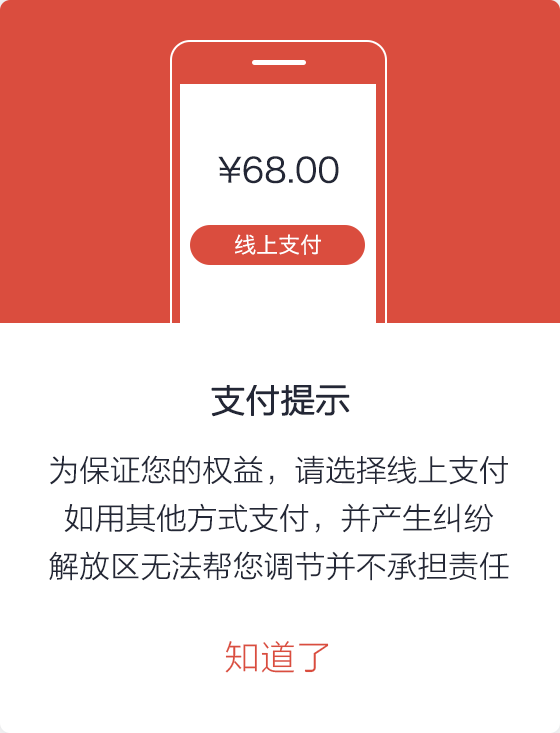 ¥68.00
线上支付
支付提示
为保证您的权益，请选择线上支付
如用其他方式支付，并产生纠纷
解放区无法帮您调节并不承担责任
知道了